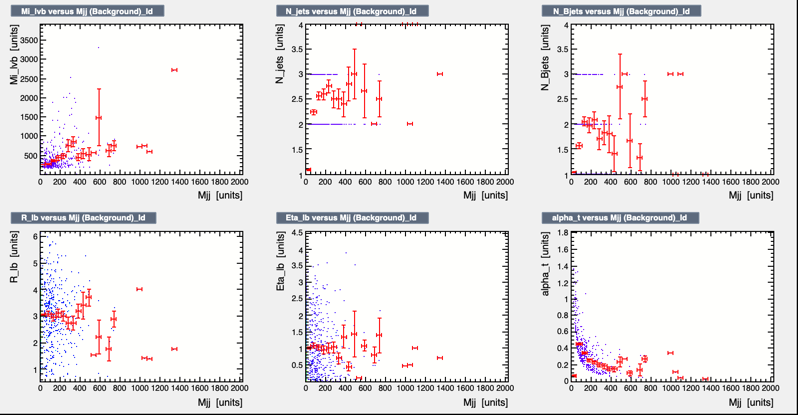 Mi_lvb versus Mjj (Background)_ld
N_jets versus Mjj (Background)_ld
N_Bjets versus Mjj (Background)_ld
Mi_lvb [units]
3500
3000
2500
2000
1500
1000
500
0 200 400 600 800 1000 1200 1400 1600 1800 2000
Mjj [units]
N_jets [units]
4
3.5
3
2.5
2
1.5
1
0 200 400 600 800 1000 1200 1400 1600 1800 2000
Mjj [units]
N_Bjets [units]
4
3.5
3
2.5
2
1.5
1
0 200 400 600 800 1000 1200 1400 1600 1800 2000
Mjj [units]
R_lb versus Mjj (Background)_ld
Eta_lb versus Mjj (Background)_ld
alpha_t versus Mjj (Background)_ld
R_lb [units]
6
5
4
3
2
1
0 200 400 600 800 1000 1200 1400 1600 1800 2000
Mjj [units]
Eta_lb [units]
4.5
4
3.5
3
2.5
2
1.5
1
0.5
0 200 400 600 800 1000 1200 1400 1600 1800 2000
Mjj [units]
alpha_t [units]
1.8
1.6
1.4
1.2
1
0.8
0.6
0.4
0.2
0
0 200 400 600 800 1000 1200 1400 1600 1800 2000
Mjj [units]